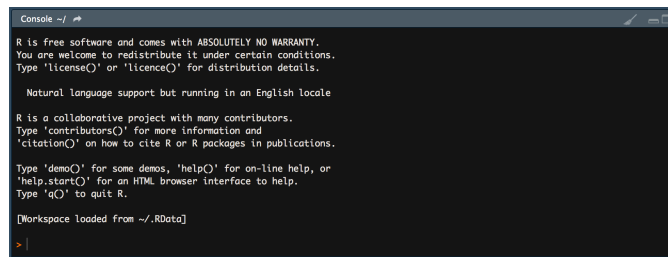 Console ~/
R is free software and comes with ABSOLUTELY NO WARRANTY.
You are welcome to redistribute it under certain conditions.
Type 'license()' or 'licence()' for distribution details.
Natural language support but running in an English locale
R is a collaborative project with many contributors.
Type 'contributors()' for more information and
'citation()' on how to cite R or R packages in publications.
Type 'demo()' for some demos, 'help()' for on-line help, or
'help.start()' for an HTML browser interface to help.
Type 'q()' to quit R.
[Workspace loaded from ~/.RData]
>